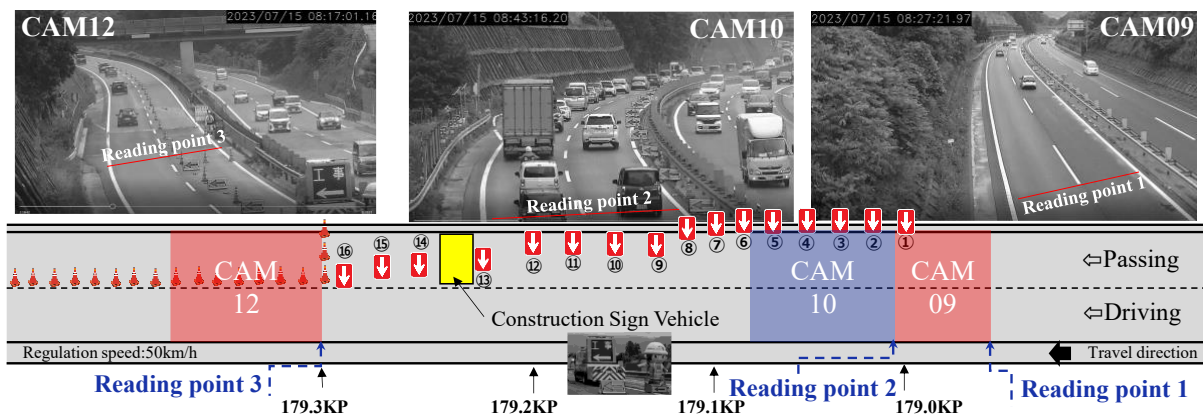 2023/07/15 08:17:01.16
CAM12
Reading point 3
工事
2023/07/15 08:43:16.20
CAM10
Reading point 2
2023/07/15 08:27:21.97
CAM09
Reading point 1
⑯
⑮
⑭
⑬
⑫
⑪
⑩
⑨
⑧
⑦
⑥
⑤
④
③
②
①
CAM
12
CAM
10
CAM
09
⇦Passing
⇦Driving
Construction Sign Vehicle
Regulation speed:50km/h
Travel direction
Reading point 3
Reading point 2
Reading point 1
179.3KP
179.2KP
179.1KP
179.0KP